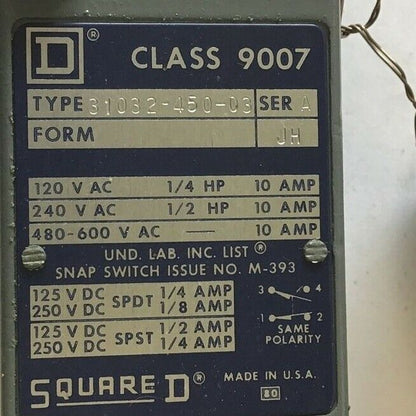 D ® CLASS 9007
TYPE 31032-450-03 SER A
FORM JH
120 V AC 1/4 HP 10 AMP
240 V AC 1/2 HP 10 AMP
480-600 V AC — 10 AMP
UND. LAB. INC. LIST ®
SNAP SWITCH ISSUE NO. M-393
125 V DC SPDT 1/4 AMP
250 V DC 1/8 AMP
125 V DC SPST 1/2 AMP
250 V DC 1/4 AMP
3 4
1 2
SAME
POLARITY
SQUARE D ® MADE IN U.S.A.
80